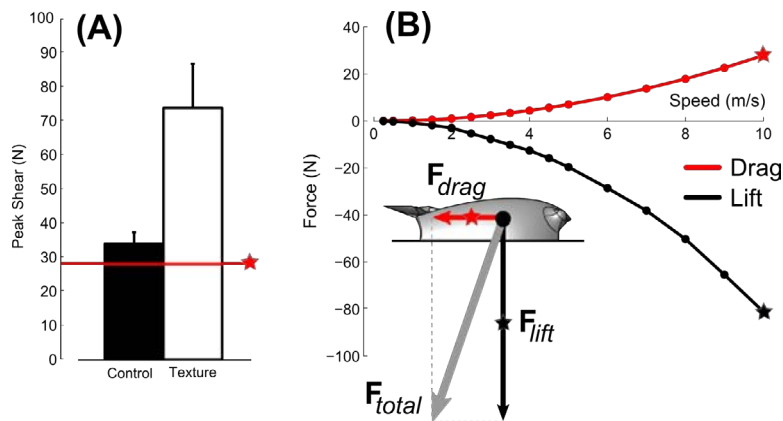 (A)
100
90
80
70
60
50
40
30
20
10
0
Peak Shear (N)
Control
Texture
(B)
40
20
0
−20
−40
−60
−80
−100
Force (N)
0
2
4
6
8
10
Speed (m/s)
Drag
Lift
Fdrag
Flift
Ftotal